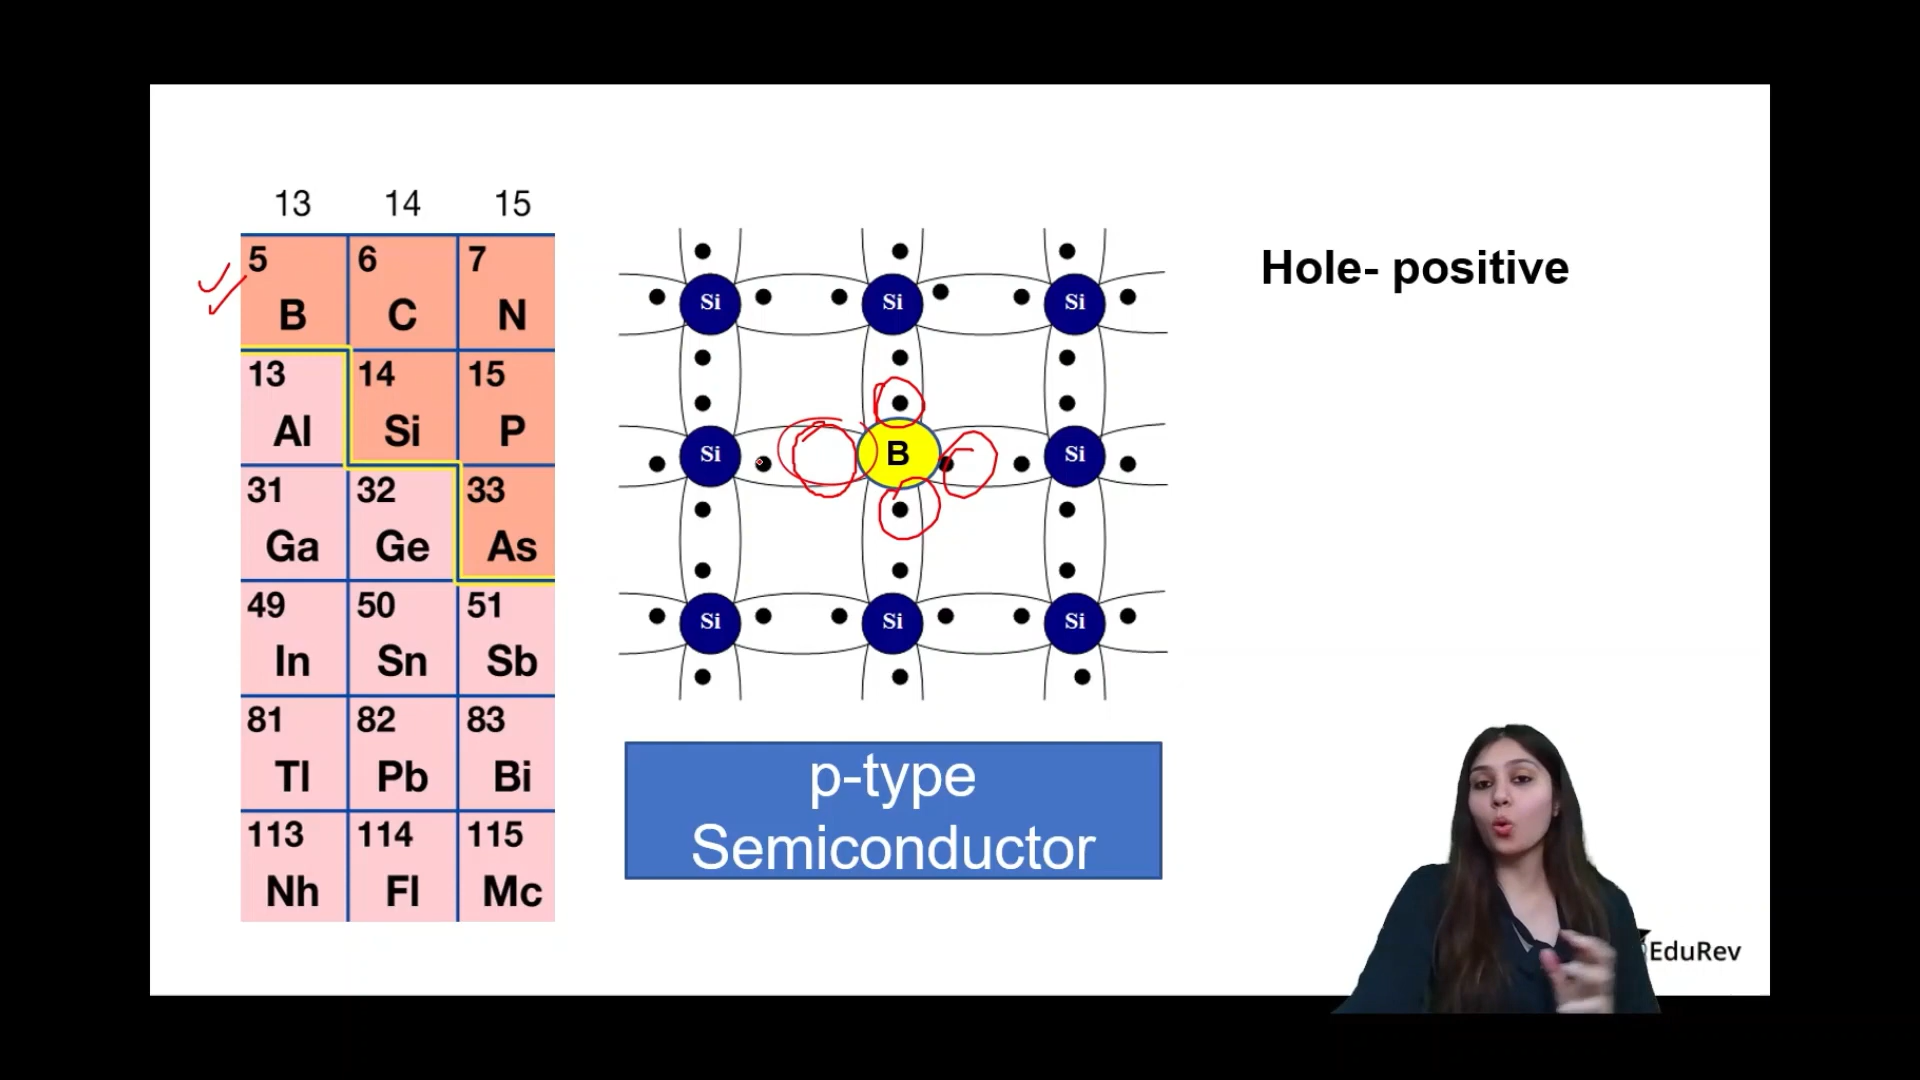 13 14 15
5 6 7
B C N
13 14 15
Al Si P
31 32 33
Ga Ge As
49 50 51
In Sn Sb
81 82 83
Tl Pb Bi
113 114 115
Nh Fl Mc
Si Si Si
Si B Si
Si Si Si
p-type
Semiconductor
Hole- positive
EduRev